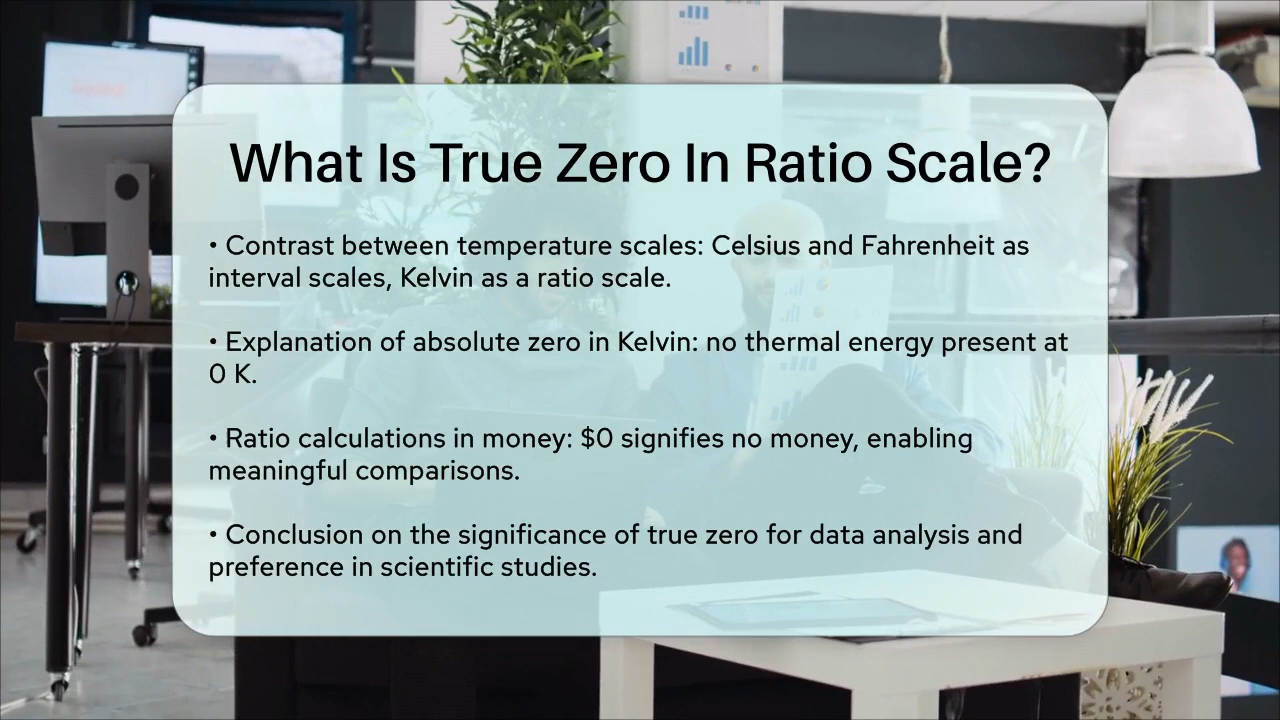 What Is True Zero In Ratio Scale?
• Contrast between temperature scales: Celsius and Fahrenheit as
interval scales, Kelvin as a ratio scale.
• Explanation of absolute zero in Kelvin: no thermal energy present at
0 K.
• Ratio calculations in money: $0 signifies no money, enabling
meaningful comparisons.
• Conclusion on the significance of true zero for data analysis and
preference in scientific studies.